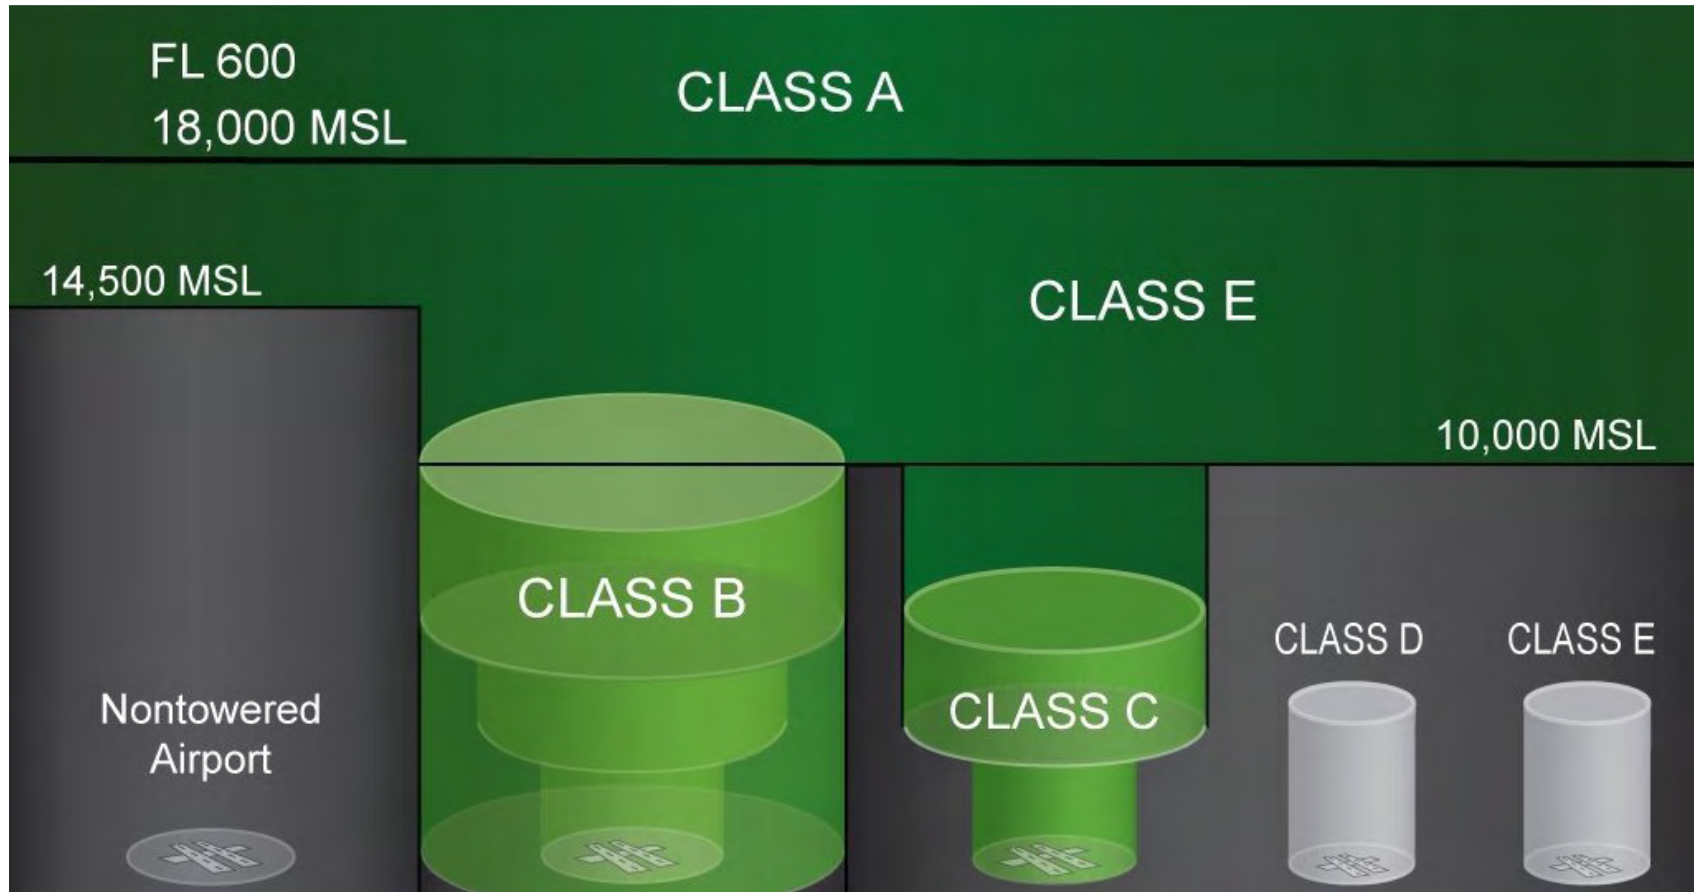 FL 600
18,000 MSL
CLASS A
14,500 MSL
CLASS E
10,000 MSL
CLASS B
CLASS D
CLASS E
Nontowered
Airport
CLASS C